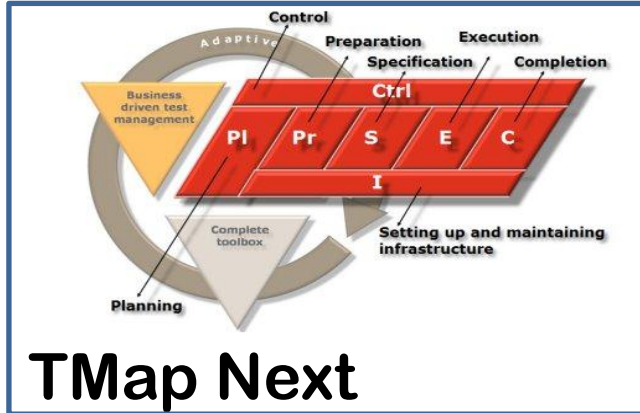 Control
Adaptive
Preparation
Execution
Specification
Completion
Business
driven test
management
Ctrl
Pl
Pr
S
E
C
I
Complete
toolbox
Setting up and maintaining
infrastructure
Planning
TMap Next